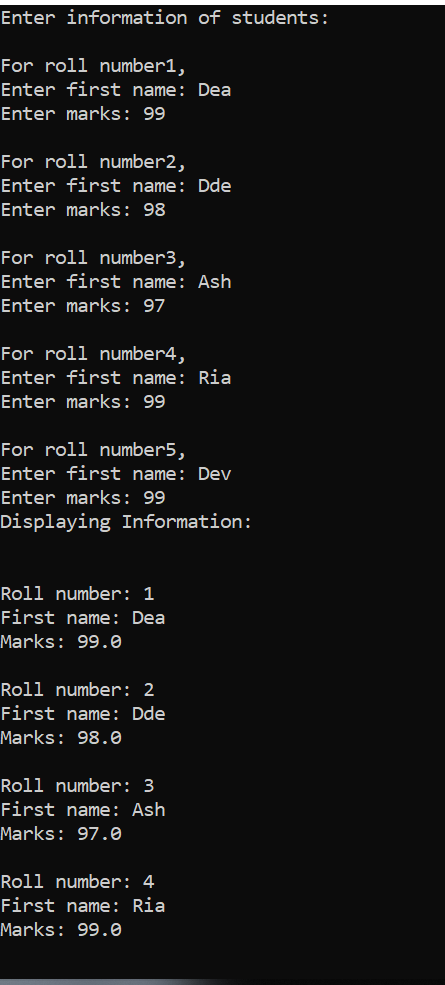 Enter information of students:
For roll number1,
Enter first name: Dea
Enter marks: 99
For roll number2,
Enter first name: Dde
Enter marks: 98
For roll number3,
Enter first name: Ash
Enter marks: 97
For roll number4,
Enter first name: Ria
Enter marks: 99
For roll number5,
Enter first name: Dev
Enter marks: 99
Displaying Information:
Roll number: 1
First name: Dea
Marks: 99.0
Roll number: 2
First name: Dde
Marks: 98.0
Roll number: 3
First name: Ash
Marks: 97.0
Roll number: 4
First name: Ria
Marks: 99.0